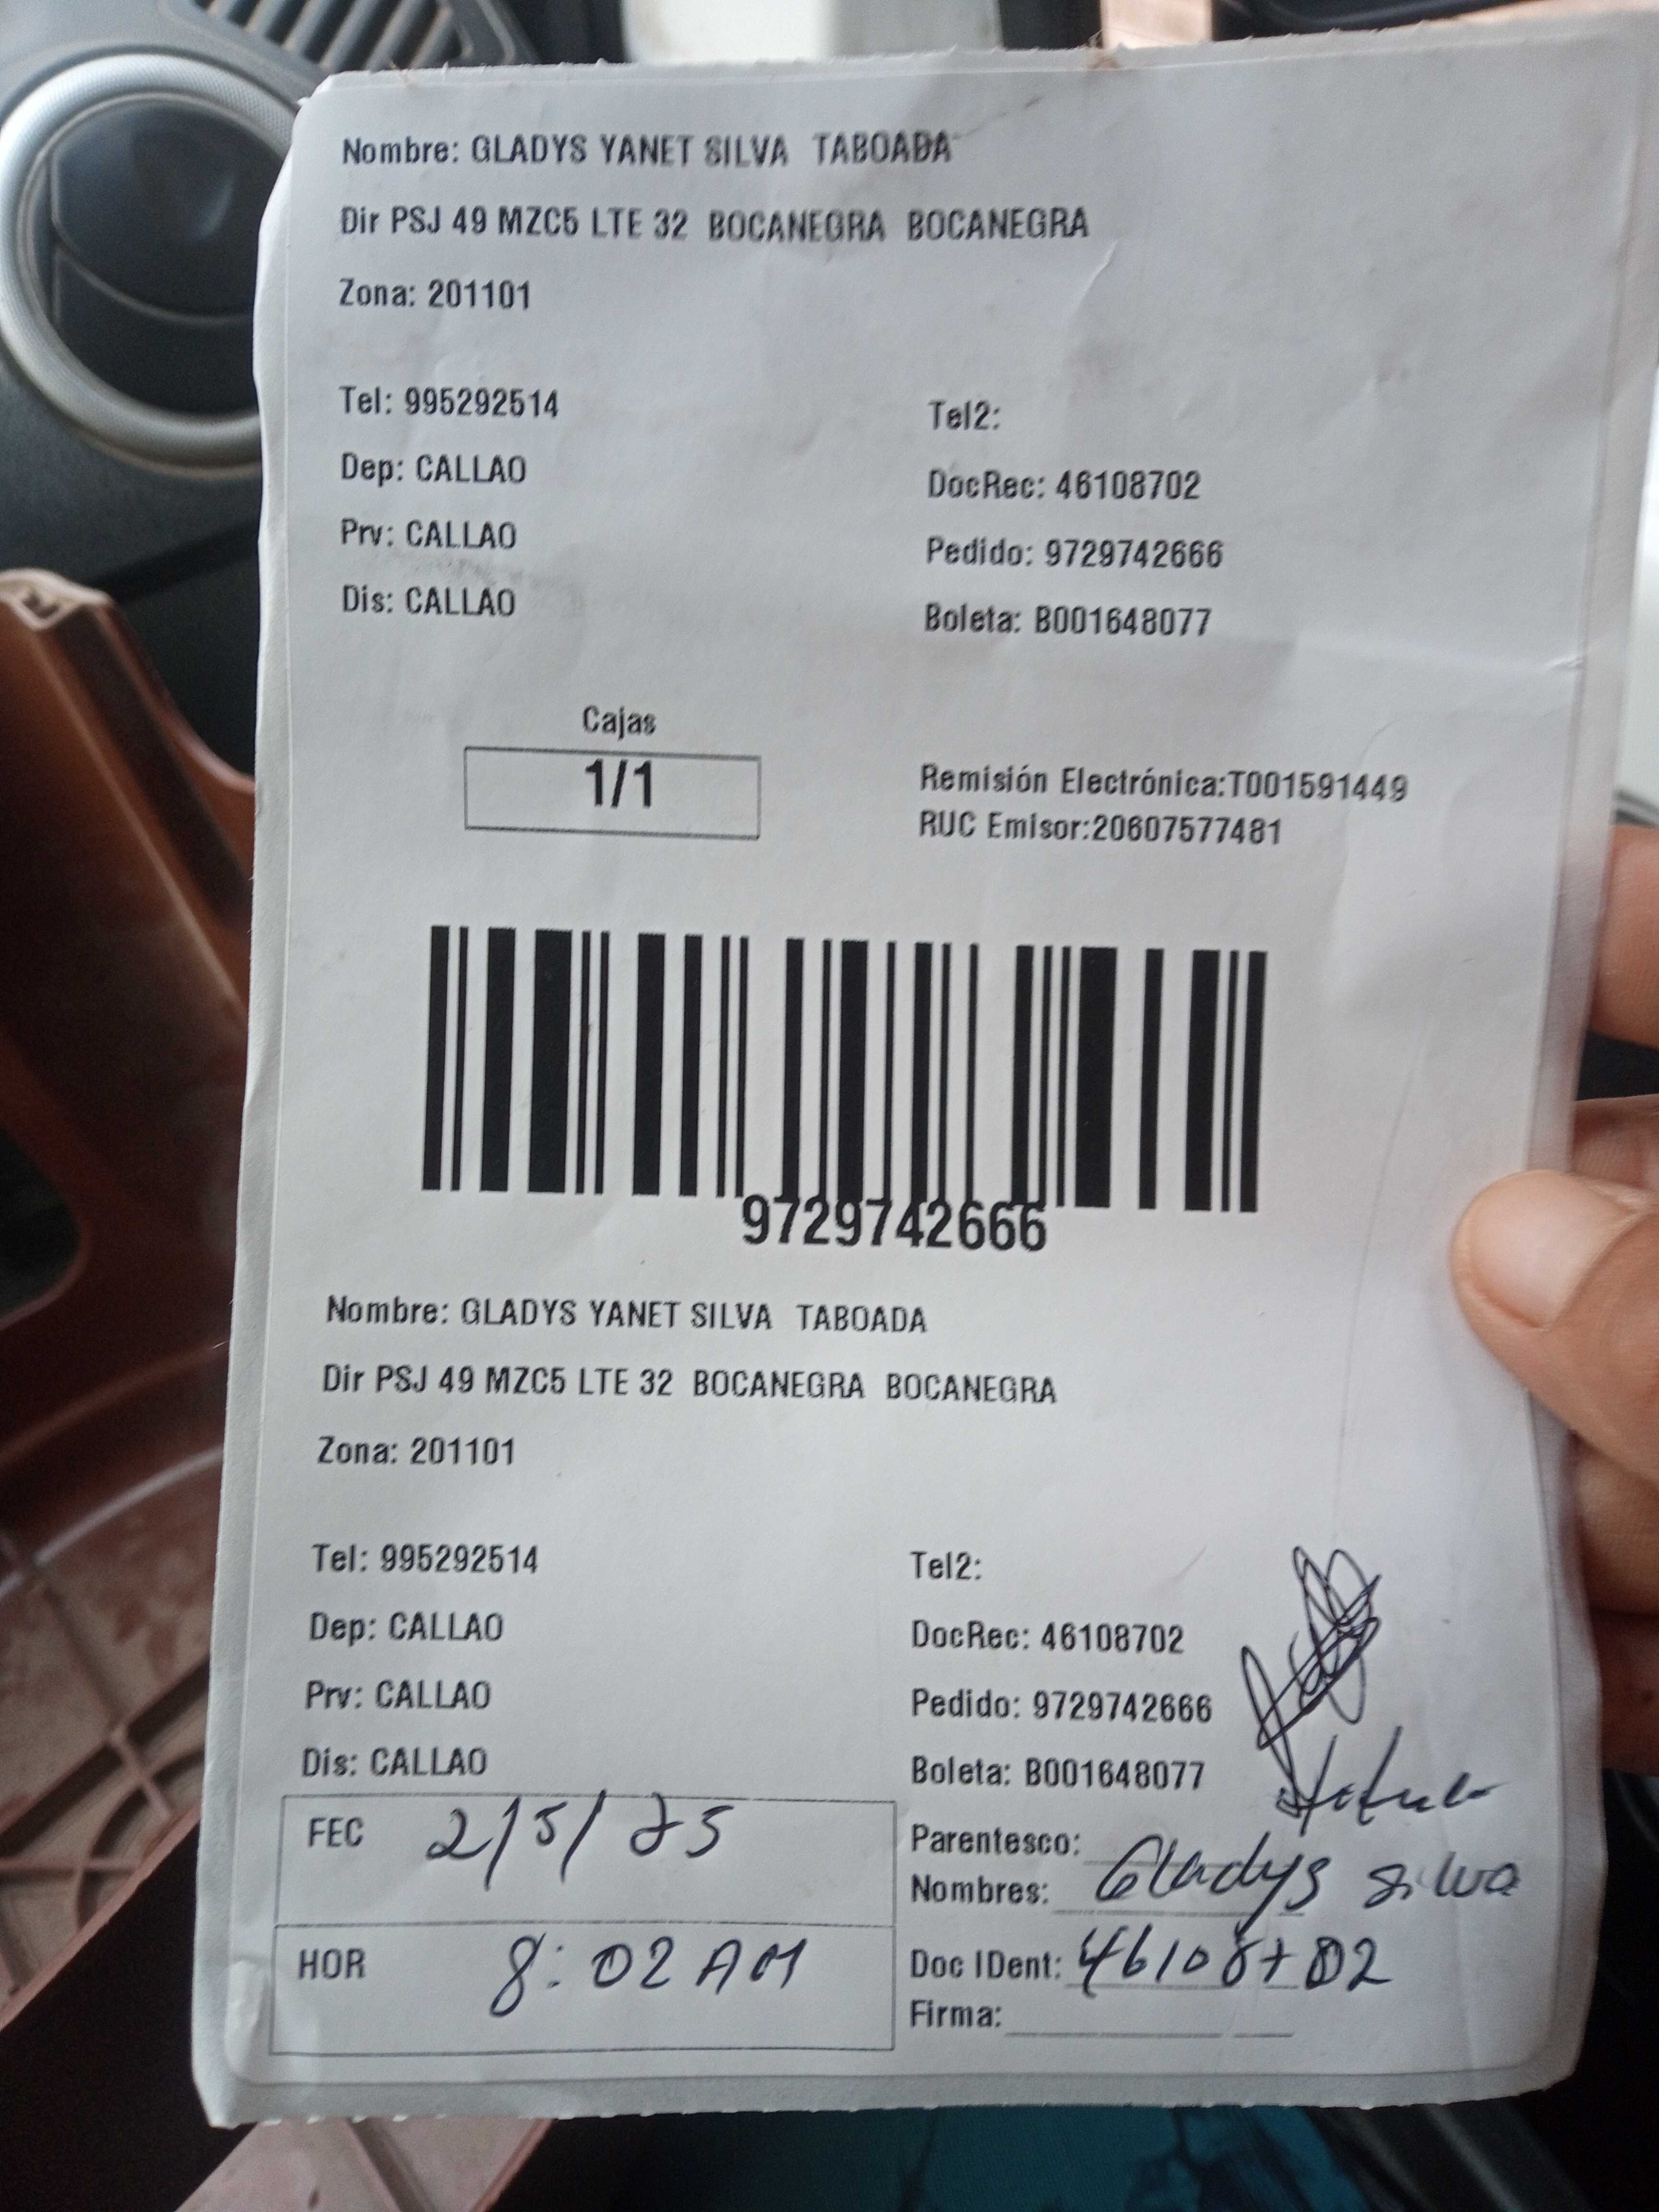 Nombre: GLADYS YANET SILVA TABOADA
Dir PSJ 49 MZC5 LTE 32 BOCANEGRA BOCANEGRA
Zona: 201101
Tel: 995292514 Tel2:
Dep: CALLAO DocRec: 46108702
Prv: CALLAO Pedido: 9729742666
Dis: CALLAO Boleta: B001648077
Cajas
1/1
Remisión Electrónica:T001591449
RUC Emisor:20607577481
9729742666
Nombre: GLADYS YANET SILVA TABOADA
Dir PSJ 49 MZC5 LTE 32 BOCANEGRA BOCANEGRA
Zona: 201101
Tel: 995292514 Tel2:
Dep: CALLAO DocRec: 46108702
Prv: CALLAO Pedido: 9729742666
Dis: CALLAO Boleta: B001648077
FEC 2/5/25
Parentesco:
Nombres: Gladys Silva
HOR 8:02 AM
Doc IDent: 46108702
Firma: